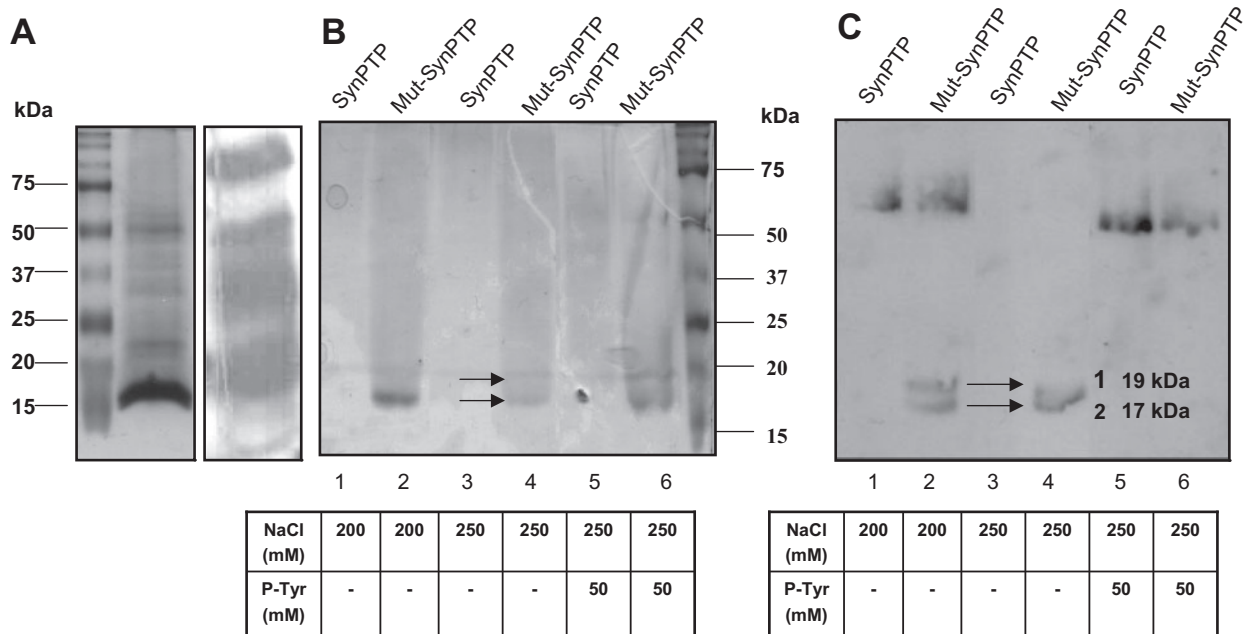 A
kDa
75
50
37
25
20
15
B
SynPTP
Mut-SynPTP
SynPTP
Mut-SynPTP
SynPTP
Mut-SynPTP
kDa
75
50
37
25
20
15
1 2 3 4 5 6
NaCl (mM) 200 200 250 250 250 250
P-Tyr (mM) - - - - 50 50
C
SynPTP
Mut-SynPTP
SynPTP
Mut-SynPTP
SynPTP
Mut-SynPTP
1 19 kDa
2 17 kDa
1 2 3 4 5 6
NaCl (mM) 200 200 250 250 250 250
P-Tyr (mM) - - - - 50 50